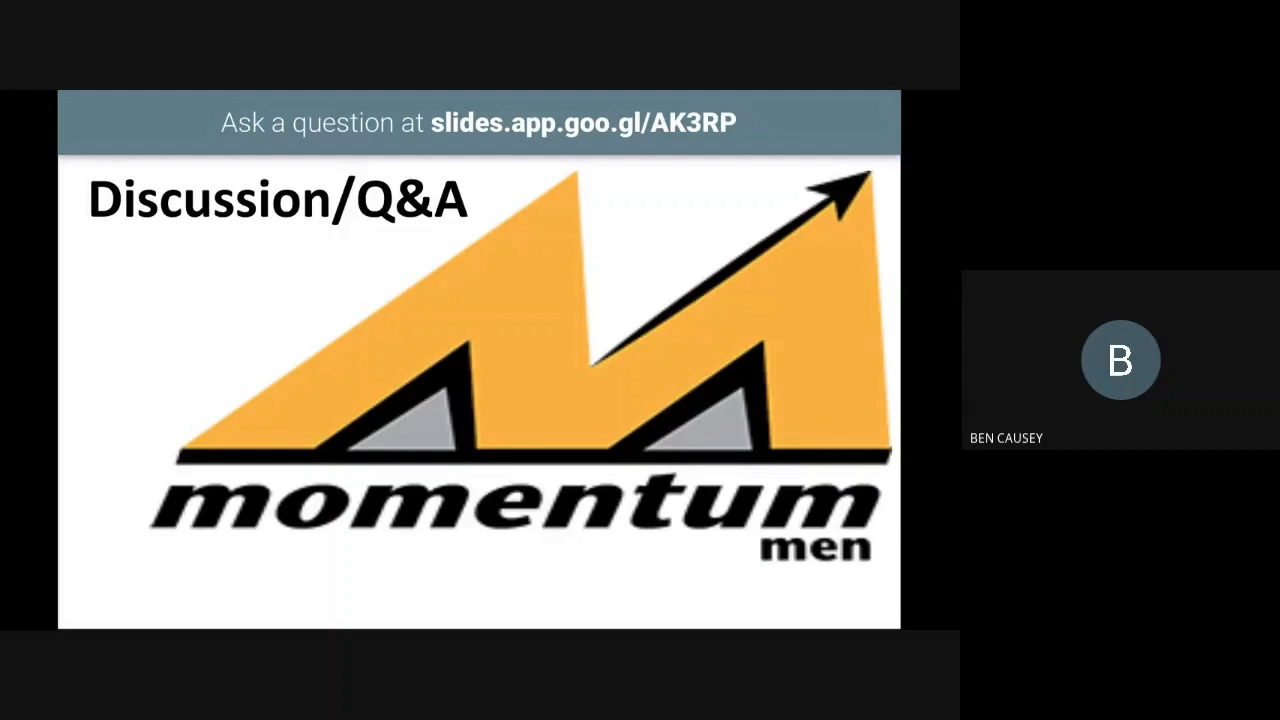 Ask a question at slides.app.goo.gl/AK3RP
Discussion/Q&A
momentum
men
B
BEN CAUSEY